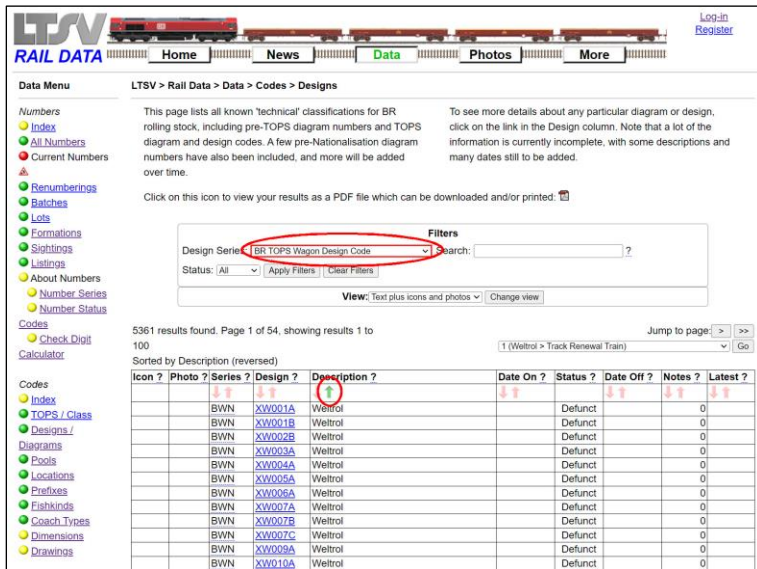 LTSV
RAIL DATA
Home
News
Data
Photos
More
Log-in
Register
Data Menu
Numbers
Index
All Numbers
Current Numbers
Renumberings
Batches
Lots
Formations
Sightings
Listings
About Numbers
Number Series
Number Status
Codes
Check Digit
Calculator
Codes
Index
TOPS / Class
Designs /
Diagrams
Pools
Locations
Prefixes
Fishkinds
Coach Types
Dimensions
Drawings
LTSV > Rail Data > Data > Codes > Designs
This page lists all known 'technical' classifications for BR
rolling stock, including pre-TOPS diagram numbers and TOPS
diagram and design codes. A few pre-Nationalisation diagram
numbers have also been included, and more will be added
over time.
To see more details about any particular diagram or design,
click on the link in the Design column. Note that a lot of the
information is currently incomplete, with some descriptions and
many dates still to be added.
Click on this icon to view your results as a PDF file which can be downloaded and/or printed:
Filters
Design Series: BR TOPS Wagon Design Code Search: ?
Status: All Apply Filters Clear Filters
View: Text plus icons and photos Change view
5361 results found. Page 1 of 54, showing results 1 to
100
Jump to page: > >>
1 (Weltrol > Track Renewal Train) Go
Sorted by Description (reversed)
Icon ? Photo ? Series ? Design ? Description ? Date On ? Status ? Date Off ? Notes ? Latest ?
BWN XW001A Weltrol Defunct 0
BWN XW001B Weltrol Defunct 0
BWN XW002B Weltrol Defunct 0
BWN XW003A Weltrol Defunct 0
BWN XW004A Weltrol Defunct 0
BWN XW005A Weltrol Defunct 0
BWN XW006A Weltrol Defunct 0
BWN XW007A Weltrol Defunct 0
BWN XW007B Weltrol Defunct 0
BWN XW007C Weltrol Defunct 0
BWN XW009A Weltrol Defunct 0
BWN XW010A Weltrol Defunct 0